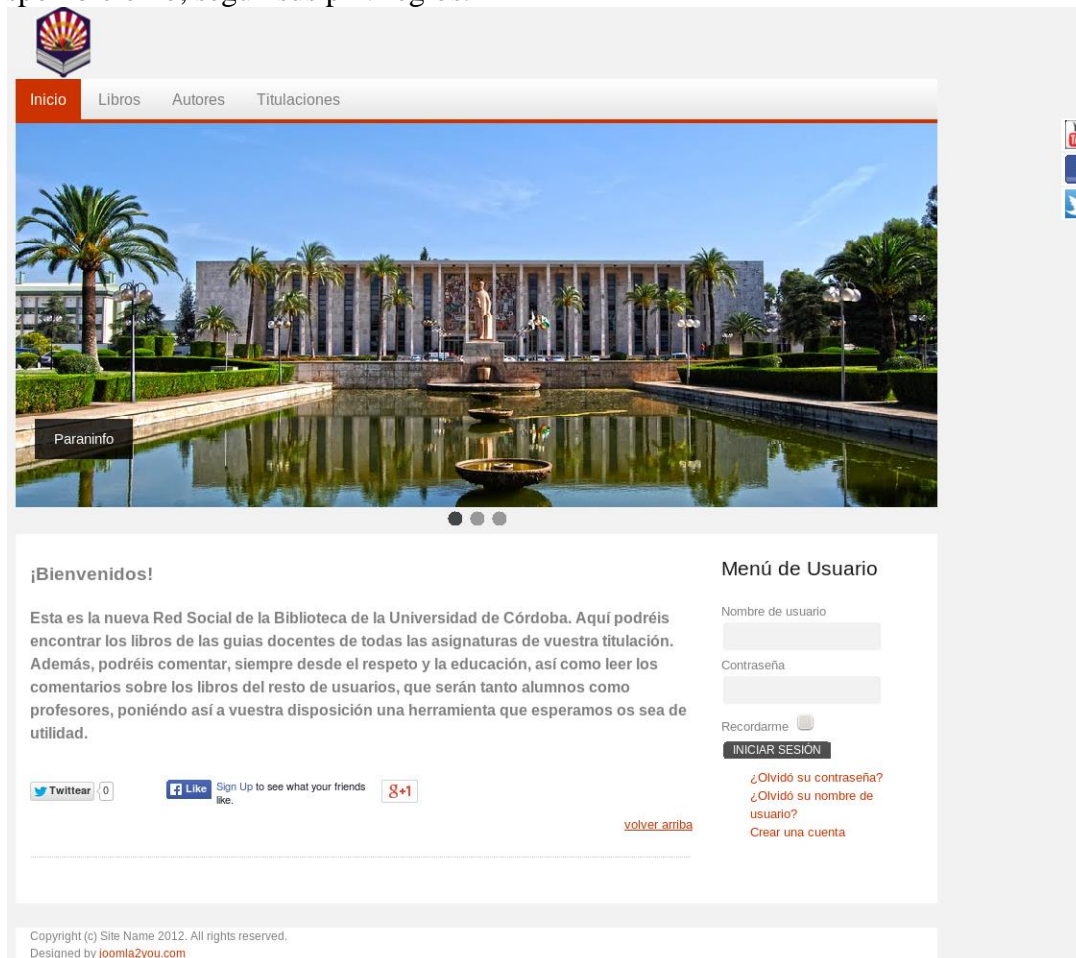 Inicio Libros Autores Titulaciones
Paraninfo
¡Bienvenidos!
Esta es la nueva Red Social de la Biblioteca de la Universidad de Córdoba. Aquí podréis
encontrar los libros de las guias docentes de todas las asignaturas de vuestra titulación.
Además, podréis comentar, siempre desde el respeto y la educación, así como leer los
comentarios sobre los libros del resto de usuarios, que serán tanto alumnos como
profesores, poniéndo así a vuestra disposición una herramienta que esperamos os sea de
utilidad.
Twittear 0
Like Sign Up to see what your friends
like.
g+1
volver arriba
Menú de Usuario
Nombre de usuario
Contraseña
Recordarme
INICIAR SESIÓN
¿Olvidó su contraseña?
¿Olvidó su nombre de
usuario?
Crear una cuenta
Copyright (c) Site Name 2012. All rights reserved.
Designed by joomla2you.com